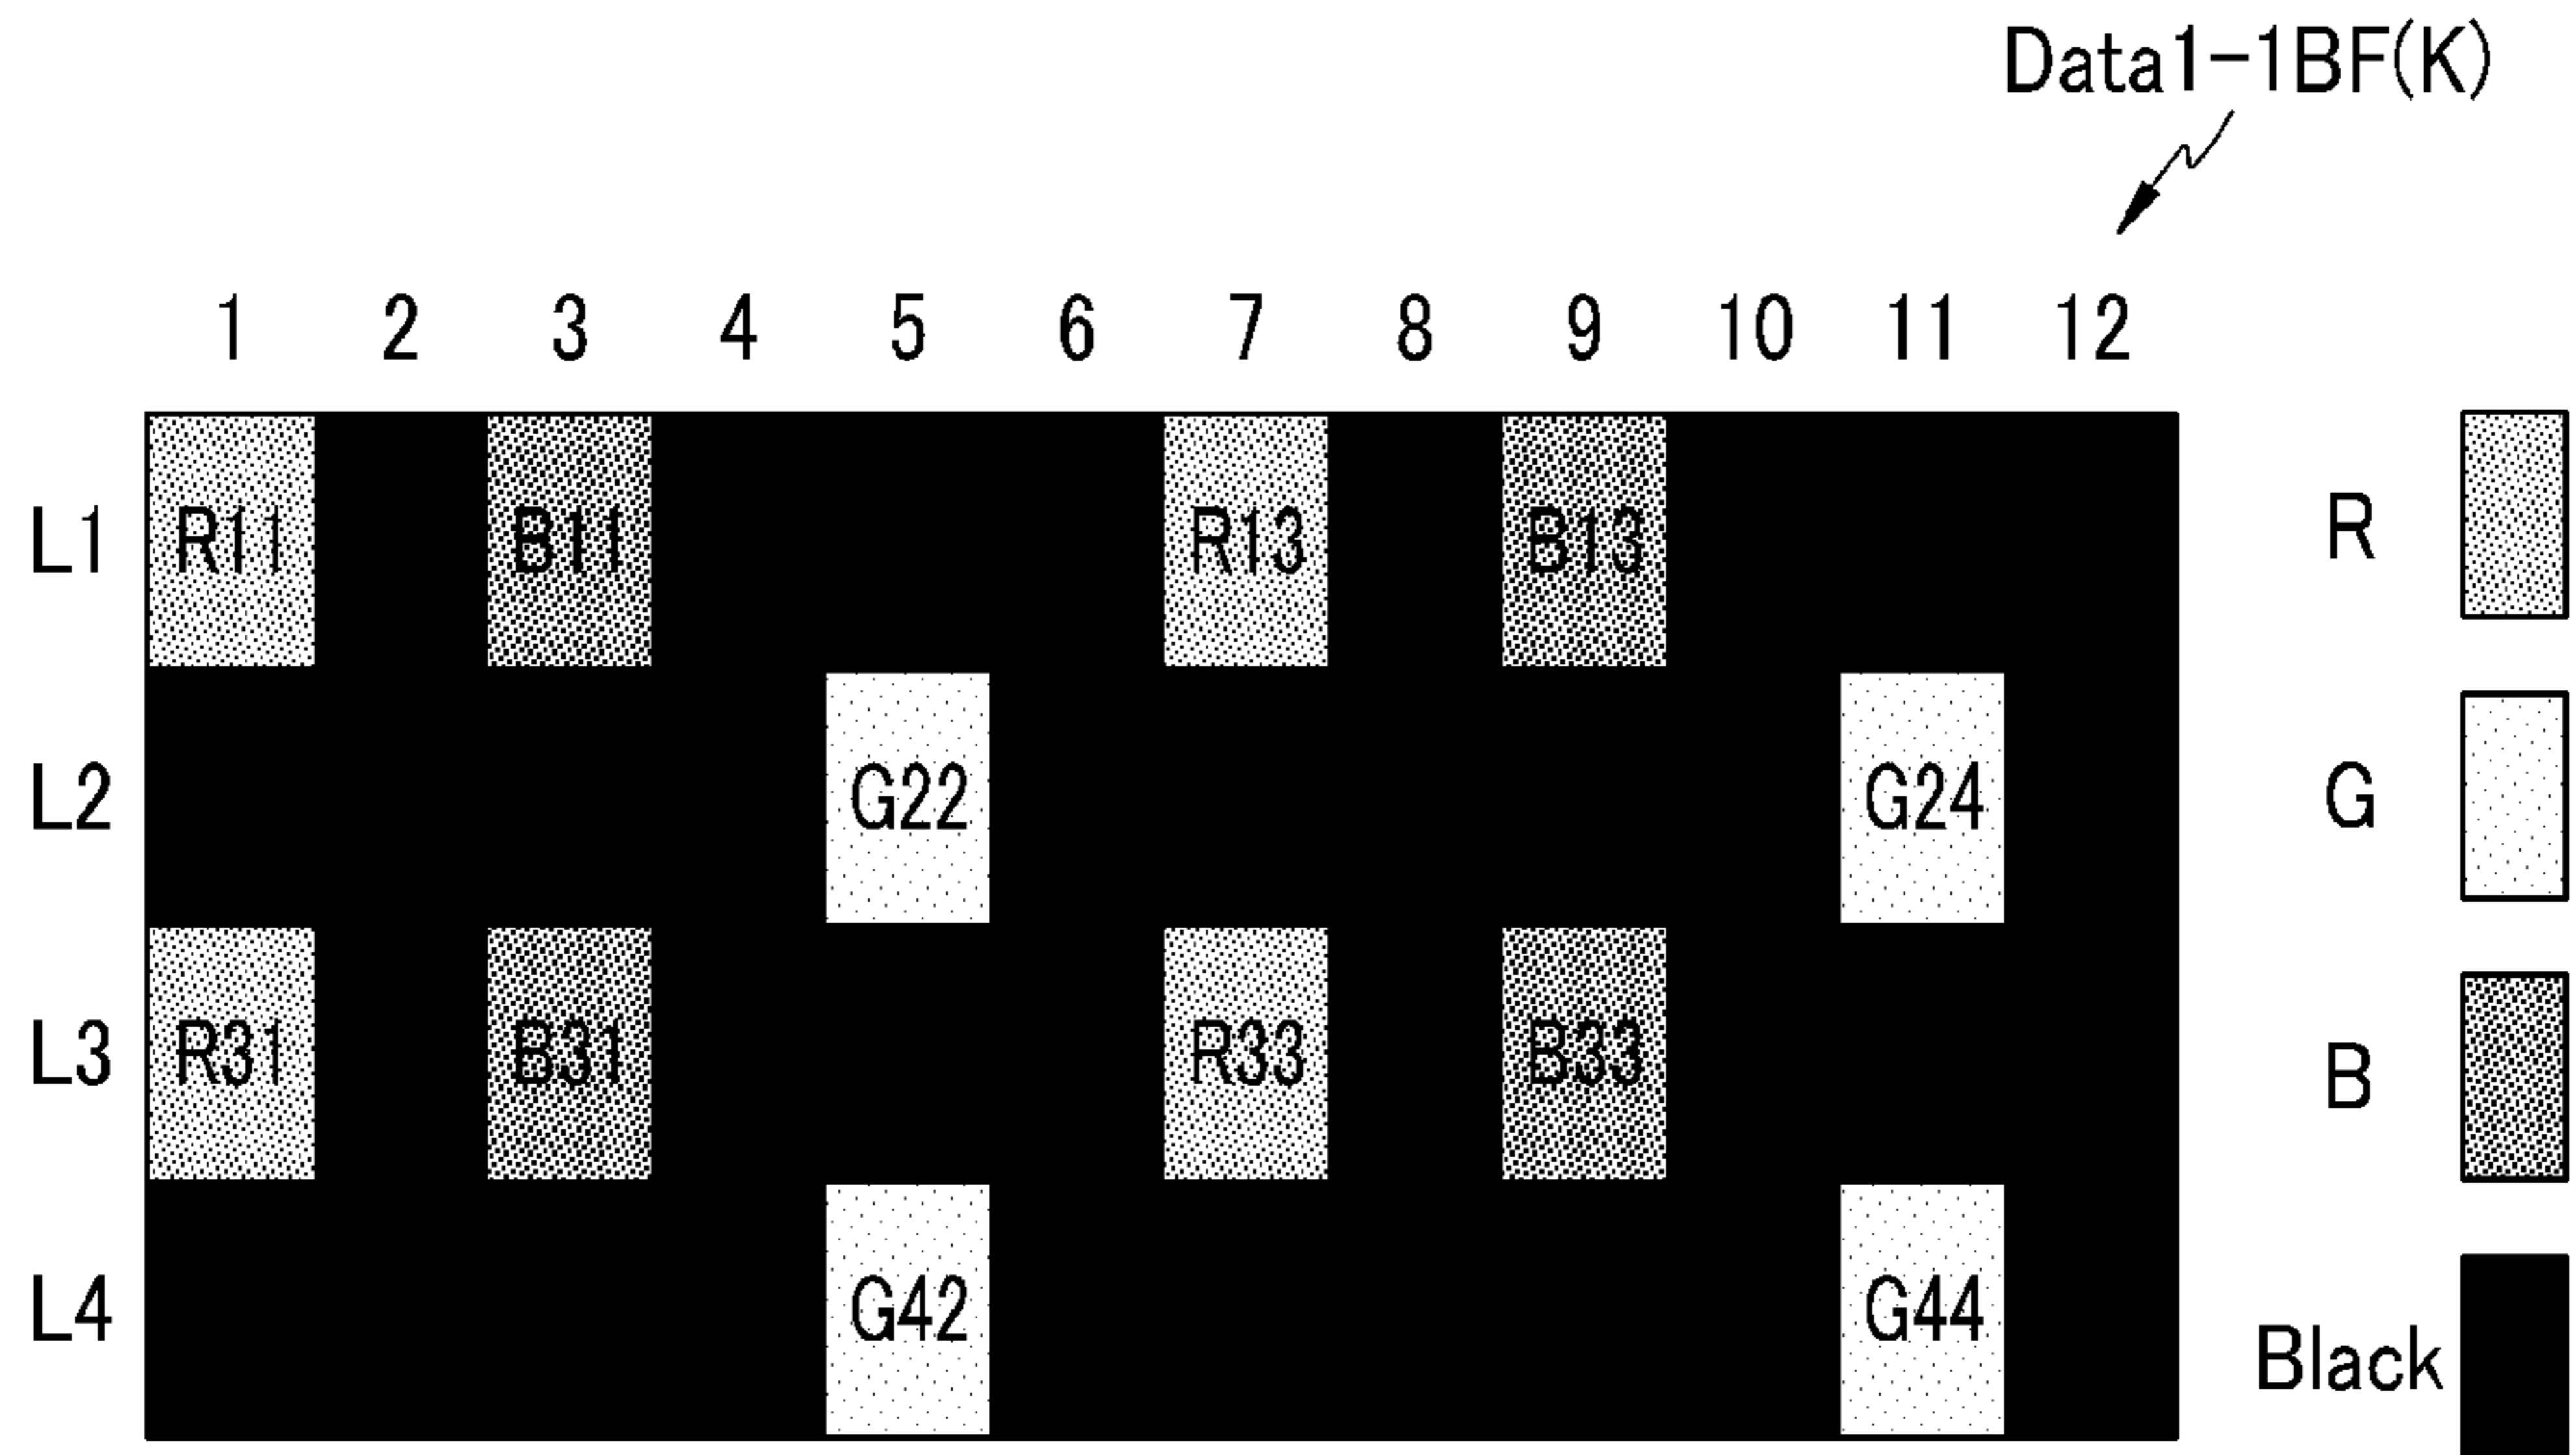 Data1-1BF(K)
1 2 3 4 5 6 7 8 9 10 11 12
L1 R11 B11 R13 B13 R
L2 G22 G24 G
L3 R31 B31 R33 B33 B
L4 G42 G44 Black